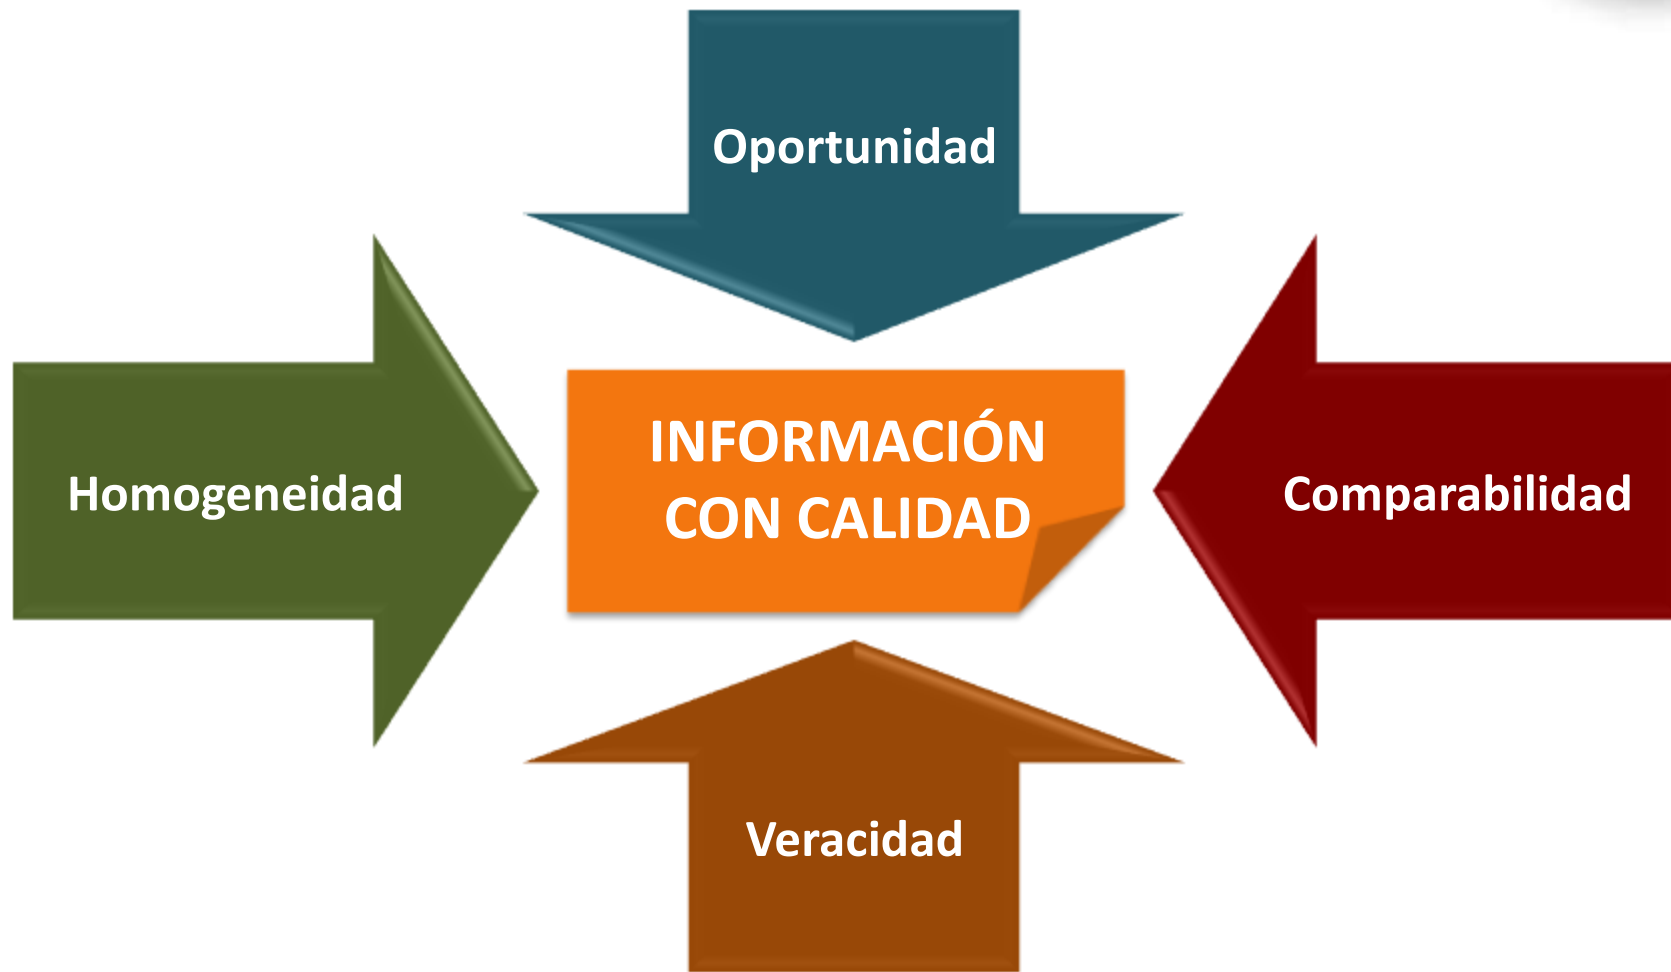 Oportunidad
Homogeneidad
INFORMACIÓN
CON CALIDAD
Comparabilidad
Veracidad